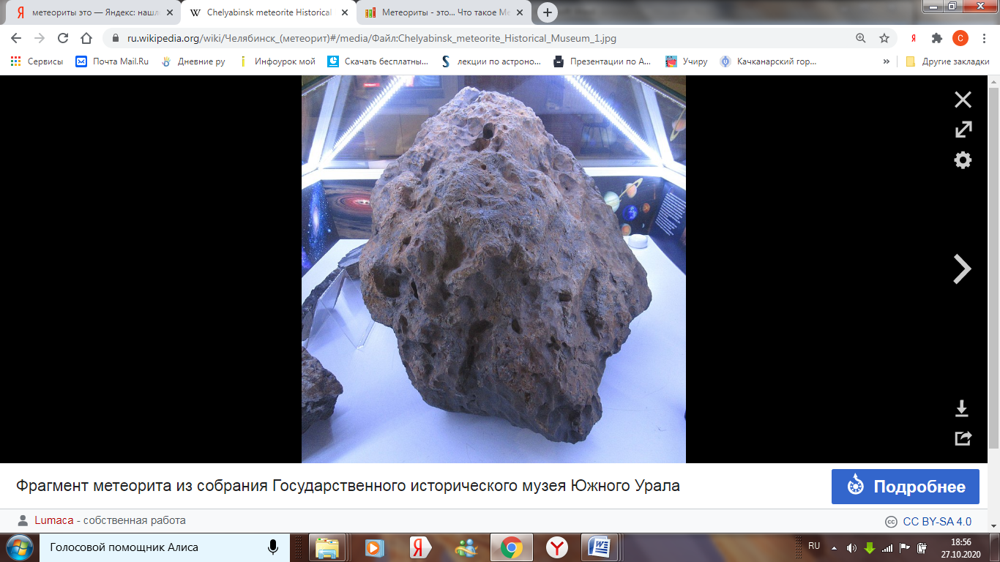 метеориты это — Яндекс: нашл
Chelyabinsk meteorite Historical
Метеориты - это... Что такое Ме
ru.wikipedia.org/wiki/Челябинск_(метеорит)#/media/Файл:Chelyabinsk_meteorite_Historical_Museum_1.jpg
Сервисы
Почта Mail.Ru
Дневние ру
Инфоурок мой
Скачать бесплатны...
лекции по астроно...
Презентации по А...
Учиру
Качканарский гор...
Другие закладки
Фрагмент метеорита из собрания Государственного исторического музея Южного Урала
Подробнее
Lumaca - собственная работа
CC BY-SA 4.0
Голосовой помощник Алиса
RU
18:56
27.10.2020